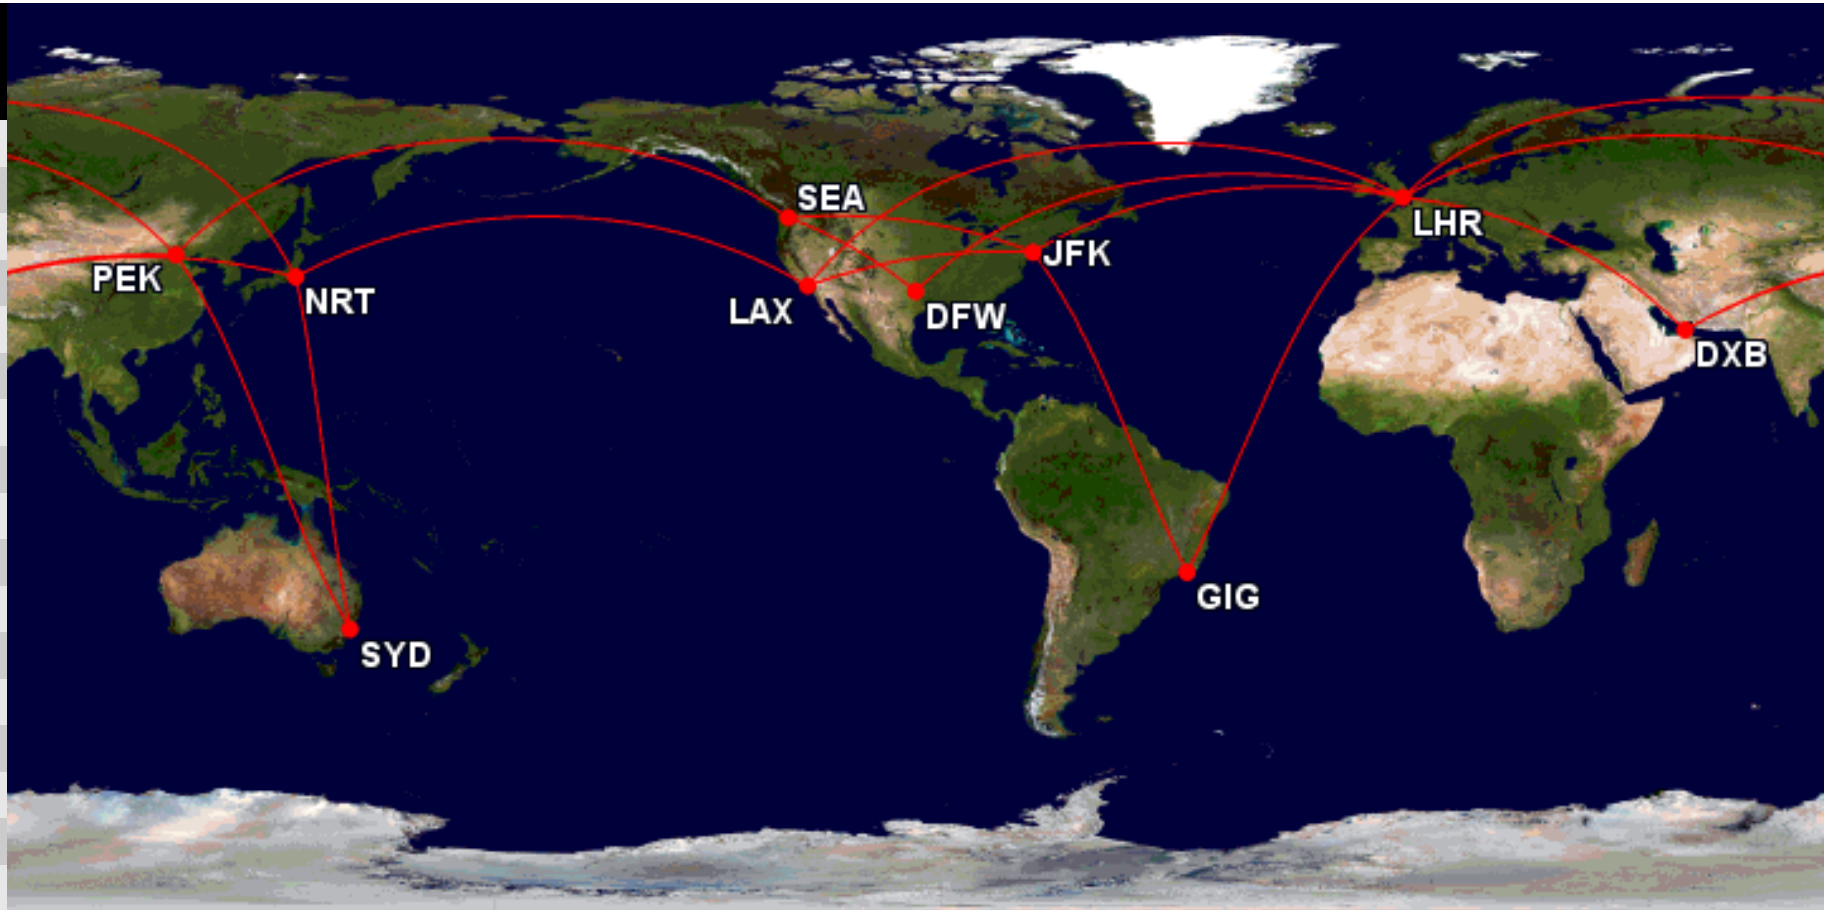 SEA
LHR
JFK
PEK
NRT
LAX
DFW
DXB
GIG
SYD